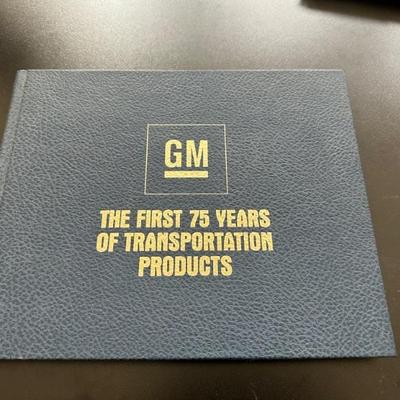 GM
THE FIRST 75 YEARS
OF TRANSPORTATION
PRODUCTS